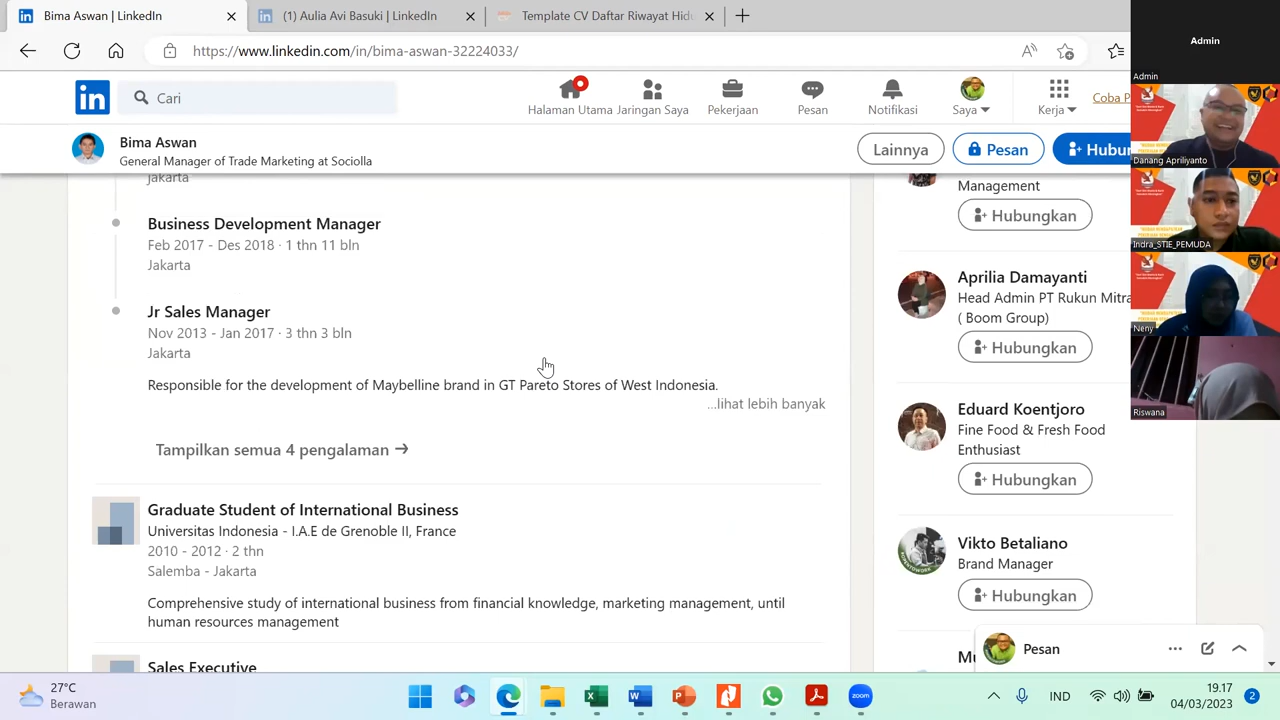 Bima Aswan | LinkedIn
(1) Aulia Avi Basuki | LinkedIn
Template CV Daftar Riwayat Hidu
https://www.linkedin.com/in/bima-aswan-32224033/
in
Cari
Halaman Utama
Jaringan Saya
Pekerjaan
Pesan
Notifikasi
Saya
Kerja
Coba P
Bima Aswan
General Manager of Trade Marketing at Sociolla
Lainnya
Pesan
Hubun
Jakarta
Business Development Manager
Feb 2017 - Des 2018 · 1 thn 11 bln
Jakarta
Jr Sales Manager
Nov 2013 - Jan 2017 · 3 thn 3 bln
Jakarta
Responsible for the development of Maybelline brand in GT Pareto Stores of West Indonesia.
...lihat lebih banyak
Tampilkan semua 4 pengalaman →
Graduate Student of International Business
Universitas Indonesia - I.A.E de Grenoble II, France
2010 - 2012 · 2 thn
Salemba - Jakarta
Comprehensive study of international business from financial knowledge, marketing management, until
human resources management
Sales Executive
Management
Hubungkan
Aprilia Damayanti
Head Admin PT Rukun Mitra
( Boom Group)
Hubungkan
Eduard Koentjoro
Fine Food & Fresh Food
Enthusiast
Hubungkan
Vikto Betaliano
Brand Manager
Hubungkan
Mu
Pesan
Admin
Admin
Danang Apriliyanto
Indra_STIE_PEMUDA
Neny
Riswana
27°C
Berawan
zoom
IND
19.17
04/03/2023
2